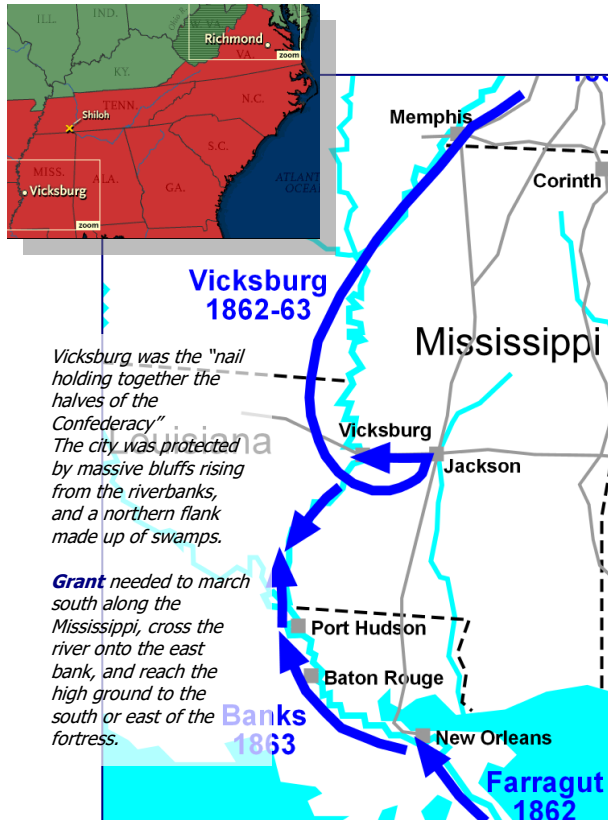 ILL.
IND.
W. VA.
Richmond
VA.
zoom
KY.
TENN.
N.C.
Shiloh
S.C.
MISS.
ALA.
GA.
ATLANTIC
OCEAN
Vicksburg
zoom
Memphis
Corinth
Vicksburg
1862-63
Mississippi
Vicksburg was the “nail
holding together the
halves of the
Confederacy”
The city was protected
by massive bluffs rising
from the riverbanks,
and a northern flank
made up of swamps.
Louisiana
Vicksburg
Jackson
Grant needed to march
south along the
Mississippi, cross the
river onto the east
bank, and reach the
high ground to the
south or east of the
fortress.
Port Hudson
Baton Rouge
Banks
1863
New Orleans
Farragut
1862